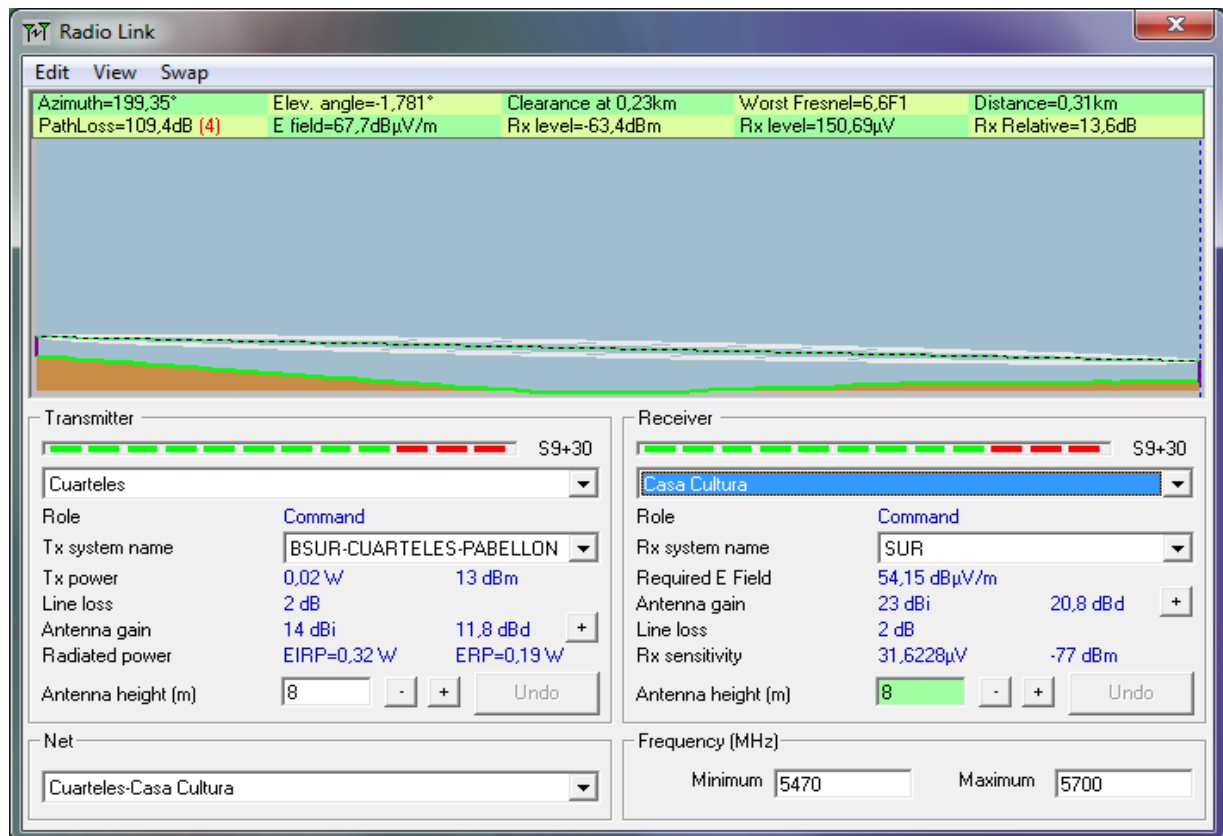 Radio Link
Edit View Swap
Azimuth=199,35° Elev. angle=-1,781° Clearance at 0,23km Worst Fresnel=6,6F1 Distance=0,31km
PathLoss=109,4dB (4) E field=67,7dBµV/m Rx level=-63,4dBm Rx level=150,69µV Rx Relative=13,6dB
Transmitter
S9+30
Cuarteles
Role Command
Tx system name BSUR-CUARTELES-PABELLON
Tx power 0,02 W 13 dBm
Line loss 2 dB
Antenna gain 14 dBi 11,8 dBd +
Radiated power EIRP=0,32 W ERP=0,19 W
Antenna height (m) 8 - + Undo
Receiver
S9+30
Casa Cultura
Role Command
Rx system name SUR
Required E Field 54,15 dBµV/m
Antenna gain 23 dBi 20,8 dBd +
Line loss 2 dB
Rx sensitivity 31,6228µV -77 dBm
Antenna height (m) 8 - + Undo
Net
Cuarteles-Casa Cultura
Frequency (MHz)
Minimum 5470 Maximum 5700